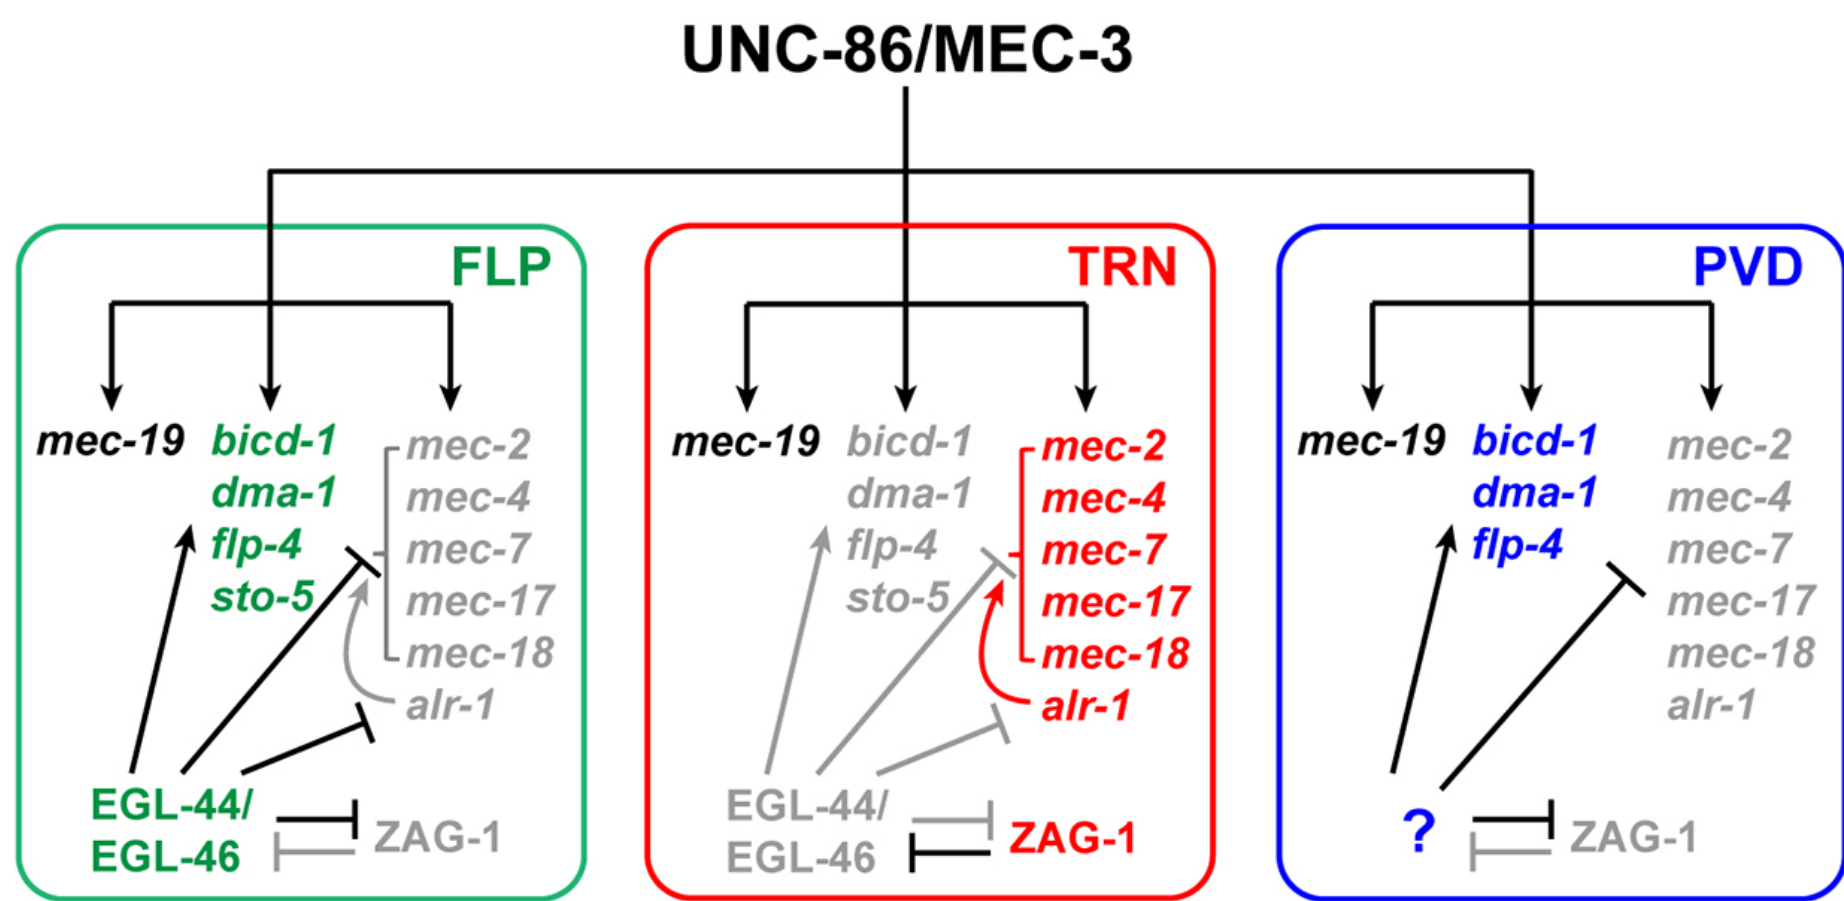 UNC-86/MEC-3
FLP
mec-19
bicd-1
dma-1
flp-4
sto-5
mec-2
mec-4
mec-7
mec-17
mec-18
alr-1
EGL-44/
EGL-46
ZAG-1
TRN
mec-19
bicd-1
dma-1
flp-4
sto-5
mec-2
mec-4
mec-7
mec-17
mec-18
alr-1
EGL-44/
EGL-46
ZAG-1
PVD
mec-19
bicd-1
dma-1
flp-4
mec-2
mec-4
mec-7
mec-17
mec-18
alr-1
?
ZAG-1